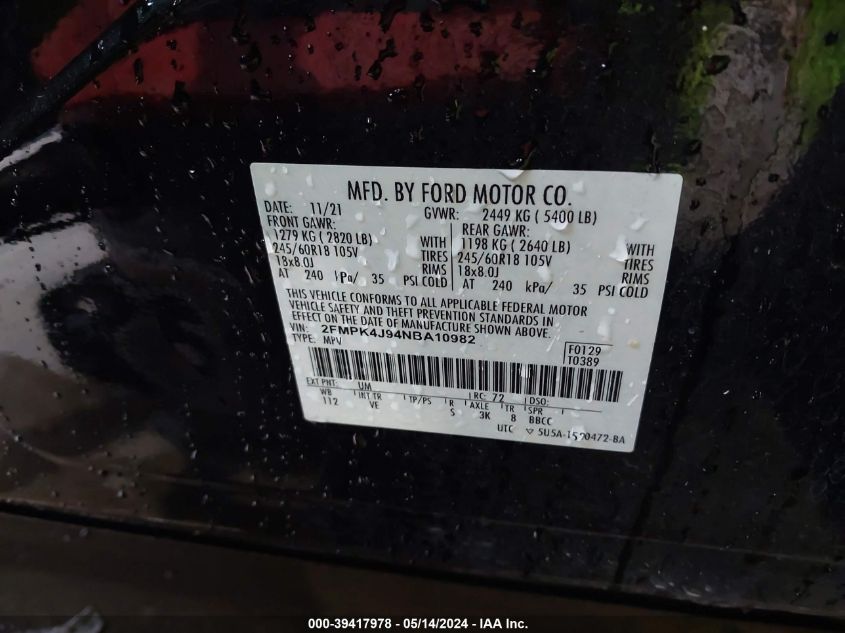 MFD. BY FORD MOTOR CO.
DATE: 11/21 GVWR: 2449 KG ( 5400 LB)
FRONT GAWR: REAR GAWR:
1279 KG ( 2820 LB) WITH 1198 KG ( 2640 LB) WITH
245/60R18 105V TIRES 245/60R18 105V TIRES
18x8.0J RIMS 18x8.0J RIMS
AT 240 kPa/ 35 PSI COLD AT 240 kPa/ 35 PSI COLD
THIS VEHICLE CONFORMS TO ALL APPLICABLE FEDERAL MOTOR
VEHICLE SAFETY AND THEFT PREVENTION STANDARDS IN
EFFECT ON THE DATE OF MANUFACTURE SHOWN ABOVE.
VIN: 2FMPK4J94NBA10982
TYPE: MPV
F0129
T0389
EXT PNT: UM RC: 72 DSO:
WB INT TR TP/PS R AXLE TR SPR
112 VE S 3K 8 BBCC
UTC ▽ 5U5A-1520472-BA
000-39417978 - 05/14/2024 - IAA Inc.